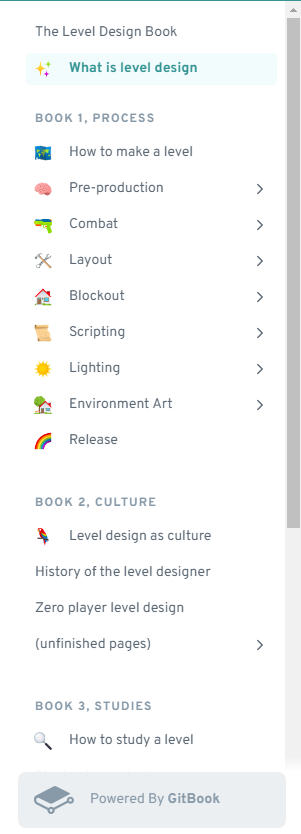 The Level Design Book
What is level design
BOOK 1, PROCESS
How to make a level
Pre-production
Combat
Layout
Blockout
Scripting
Lighting
Environment Art
Release
BOOK 2, CULTURE
Level design as culture
History of the level designer
Zero player level design
(unfinished pages)
BOOK 3, STUDIES
How to study a level
Powered By GitBook